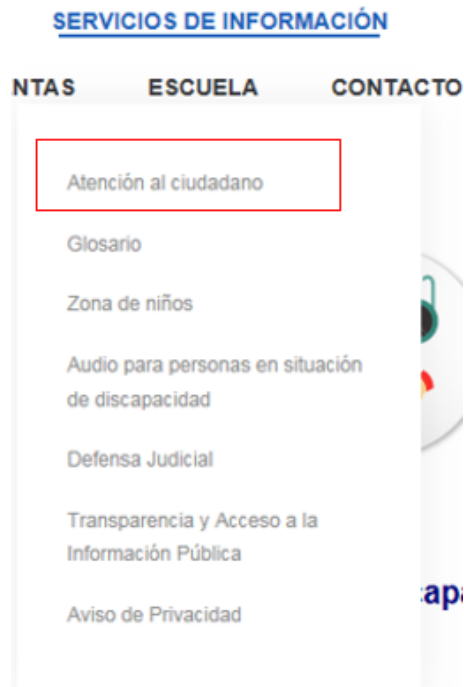 SERVICIOS DE INFORMACIÓN
NTAS ESCUELA CONTACTO
Atención al ciudadano
Glosario
Zona de niños
Audio para personas en situación
de discapacidad
Defensa Judicial
Transparencia y Acceso a la
Información Pública
capa
Aviso de Privacidad